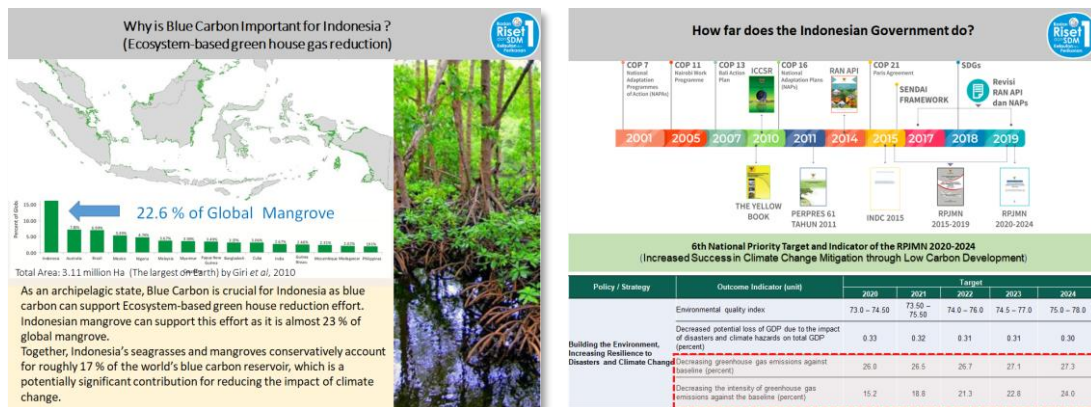 Why is Blue Carbon Important for Indonesia ?
(Ecosystem-based green house gas reduction)
Riset
SDM
1
15.00
10.00
5.00
0.00
22.6 % of Global Mangrove
Indonesia Australia Brazil Mexico Nigeria Malaysia Myanmar Papua New Guinea Bangladesh Cuba India Guinea Bissau Mozambique Madagascar Philippines
Total Area: 3.11 million Ha (The largest on Earth) by Giri et al, 2010
As an archipelagic state, Blue Carbon is crucial for Indonesia as blue
carbon can support Ecosystem-based green house reduction effort.
Indonesian mangrove can support this effort as it is almost 23 % of
global mangrove.
Together, Indonesia's seagrasses and mangroves conservatively account
for roughly 17 % of the world's blue carbon reservoir, which is a
potentially significant contribution for reducing the impact of climate
change.
How far does the Indonesian Government do?
Riset
SDM
1
COP 7
National
Adaptation
Programmes
of Action (NAPAs)
COP 11
Nairobi Work
Programme
COP 13
Bali Action
Plan
ICCSR
COP 16
National
Adaptation Plans
(NAPs)
RAN API
COP 21
Paris Agreement
SENDAI
FRAMEWORK
SDGs
Revisi
RAN API
dan NAPs
2001 2005 2007 2010 2011 2014 2015 2017 2018 2019
THE YELLOW
BOOK
PERPRES 61
TAHUN 2011
INDC 2015
RPJMN
2015-2019
RPJMN
2020-2024
6th National Priority Target and Indicator of the RPJMN 2020-2024
(Increased Success in Climate Change Mitigation through Low Carbon Development)
Policy / Strategy Outcome Indicator (unit) Target
2020 2021 2022 2023 2024
Building the Environment,
Increasing Resilience to
Disasters and Climate Change
Environmental quality index 73.0 – 74.50 73.50 – 75.50 74.0 – 76.0 74.5 – 77.0 75.0 – 78.0
Decreased potential loss of GDP due to the impact
of disasters and climate hazards on total GDP
(percent) 0.33 0.32 0.31 0.31 0.30
Decreasing greenhouse gas emissions against
baseline (percent) 26.0 26.5 26.7 27.1 27.3
Decreasing the intensity of greenhouse gas
emissions against the baseline (percent) 15.2 18.8 21.3 22.8 24.0